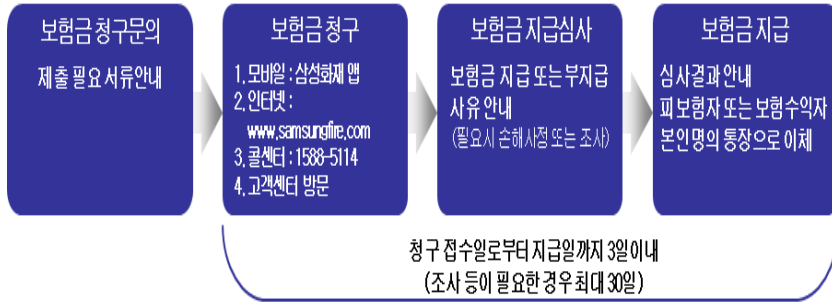 보험금 청구문의
제출 필요 서류안내
보험금 청구
1. 모바일 : 삼성화재 앱
2. 인터넷 :
www.samsungfire.com
3. 콜센터 : 1588-5114
4. 고객센터 방문
보험금 지급심사
보험금 지급 또는 부지급
사유 안내
(필요시 손해사정 또는 조사)
보험금 지급
심사결과 안내
피보험자 또는 보험수익자
본인명의 통장으로 이체
청구 접수일로부터 지급일까지 3일이내
(조사 등이 필요한 경우 최대 30일)